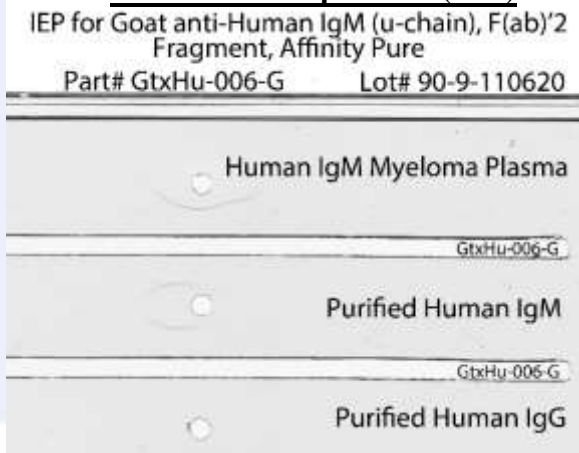 IEP for Goat anti-Human IgM (u-chain), F(ab)'2
Fragment, Affinity Pure
Part# GtxHu-006-G Lot# 90-9-110620
Human IgM Myeloma Plasma
GtxHu-006-G
Purified Human IgM
GtxHu-006-G
Purified Human IgG